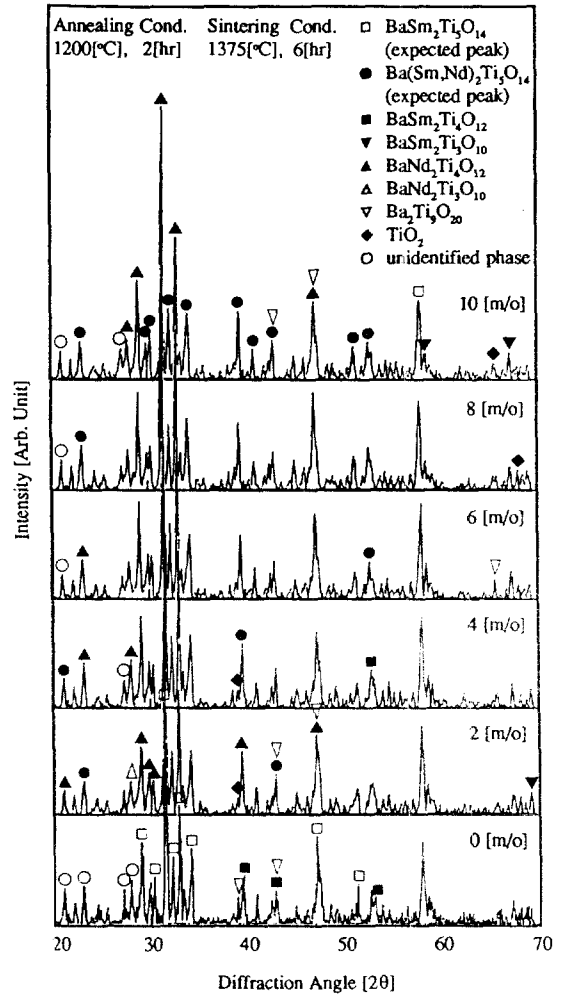 Annealing Cond.
1200[°C], 2[hr]
Sintering Cond.
1375[°C], 6[hr]
□ BaSm₂Ti₅O₁₄
(expected peak)
● Ba(Sm,Nd)₂Ti₅O₁₄
(expected peak)
■ BaSm₂Ti₄O₁₂
▼ BaSm₂Ti₃O₁₀
▲ BaNd₂Ti₄O₁₂
△ BaNd₂Ti₃O₁₀
▽ Ba₂Ti₉O₂₀
◆ TiO₂
○ unidentified phase
10 [m/o]
8 [m/o]
6 [m/o]
4 [m/o]
2 [m/o]
0 [m/o]
Intensity [Arb. Unit]
20 30 40 50 60 70
Diffraction Angle [2θ]